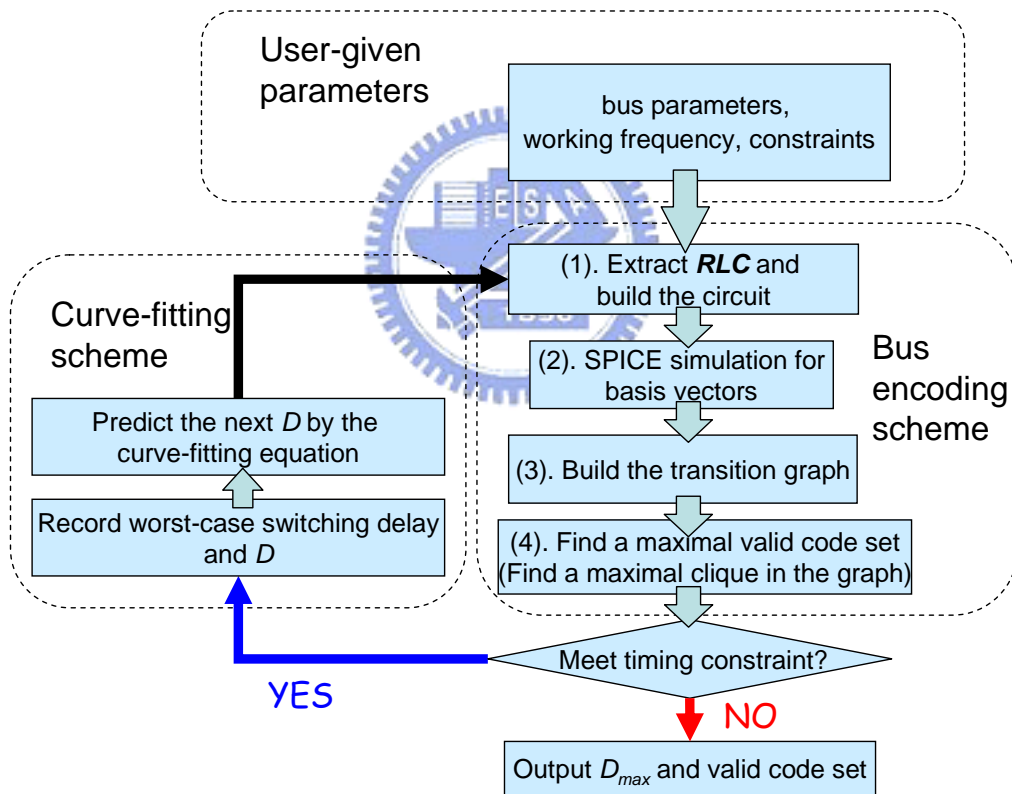 User-given
parameters
bus parameters,
working frequency, constraints
(1). Extract RLC and
build the circuit
Curve-fitting
scheme
(2). SPICE simulation for
basis vectors
Bus
encoding
scheme
Predict the next D by the
curve-fitting equation
(3). Build the transition graph
Record worst-case switching delay
and D
(4). Find a maximal valid code set
(Find a maximal clique in the graph)
Meet timing constraint?
YES
NO
Output Dmax and valid code set